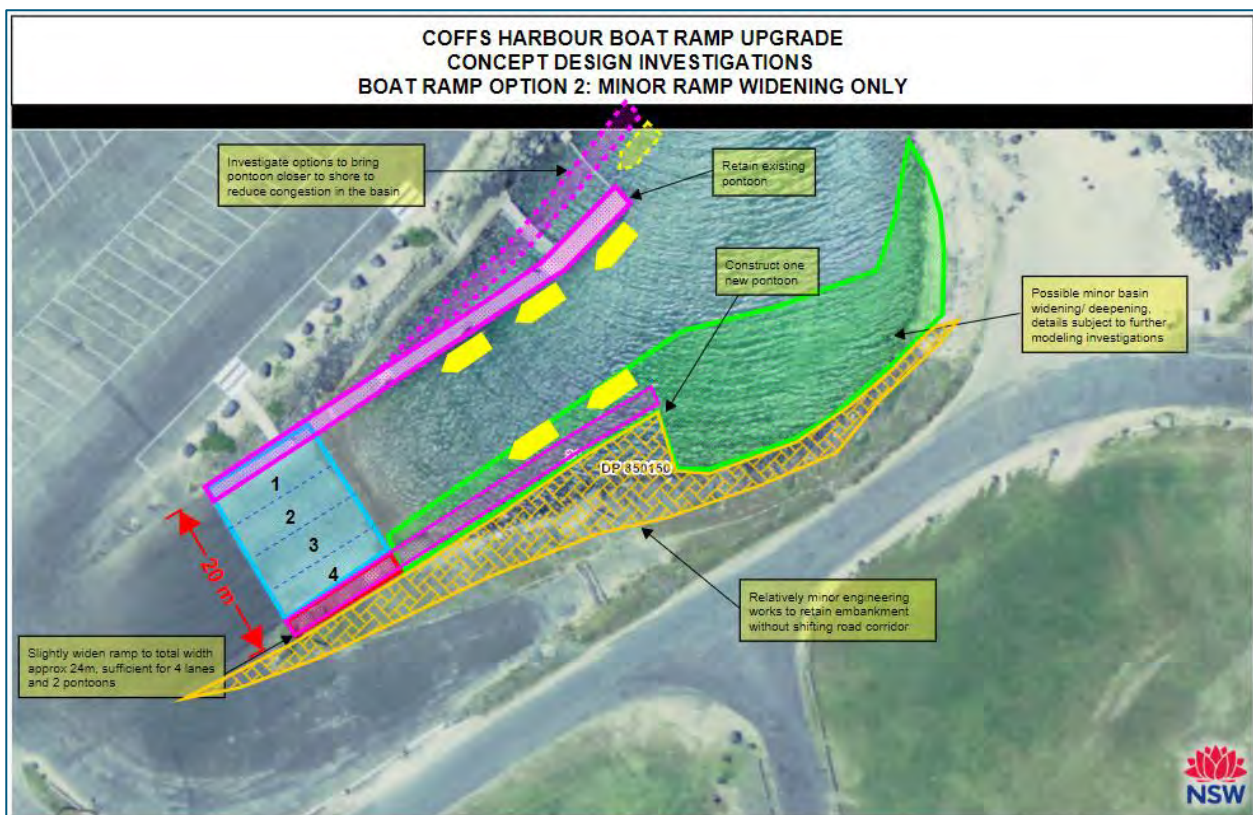 COFFS HARBOUR BOAT RAMP UPGRADE
CONCEPT DESIGN INVESTIGATIONS
BOAT RAMP OPTION 2: MINOR RAMP WIDENING ONLY
Investigate options to bring
pontoon closer to shore to
reduce congestion in the basin
Retain existing
pontoon
Construct one
new pontoon
Possible minor basin
widening/ deepening,
details subject to further
modeling investigations
DP 850150
1
2
3
4
20 m
Relatively minor engineering
works to retain embankment
without shifting road corridor
Slightly widen ramp to total width
approx 24m, sufficient for 4 lanes
and 2 pontoons
NSW